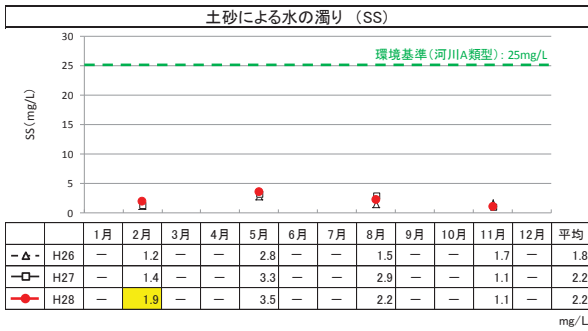 土砂による水の濁り （SS）
環境基準（河川A類型）： 25mg/L
SS（mg/L）
30
25
20
15
10
5
0
1月 2月 3月 4月 5月 6月 7月 8月 9月 10月 11月 12月 平均
H26 － 1.2 － － 2.8 － － 1.5 － － 1.7 － 1.8
H27 － 1.4 － － 3.3 － － 2.9 － － 1.1 － 2.2
H28 － 1.9 － － 3.5 － － 2.2 － － 1.1 － 2.2
mg/L